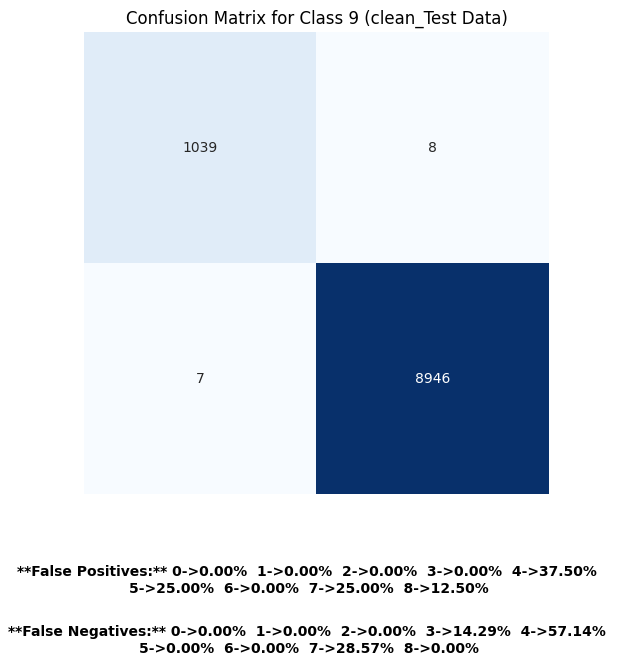 Confusion Matrix for Class 9 (clean_Test Data)
1039 8
7 8946
**False Positives:** 0->0.00%  1->0.00%  2->0.00%  3->0.00%  4->37.50%
5->25.00%  6->0.00%  7->25.00%  8->12.50%
**False Negatives:** 0->0.00%  1->0.00%  2->0.00%  3->14.29%  4->57.14%
5->0.00%  6->0.00%  7->28.57%  8->0.00%